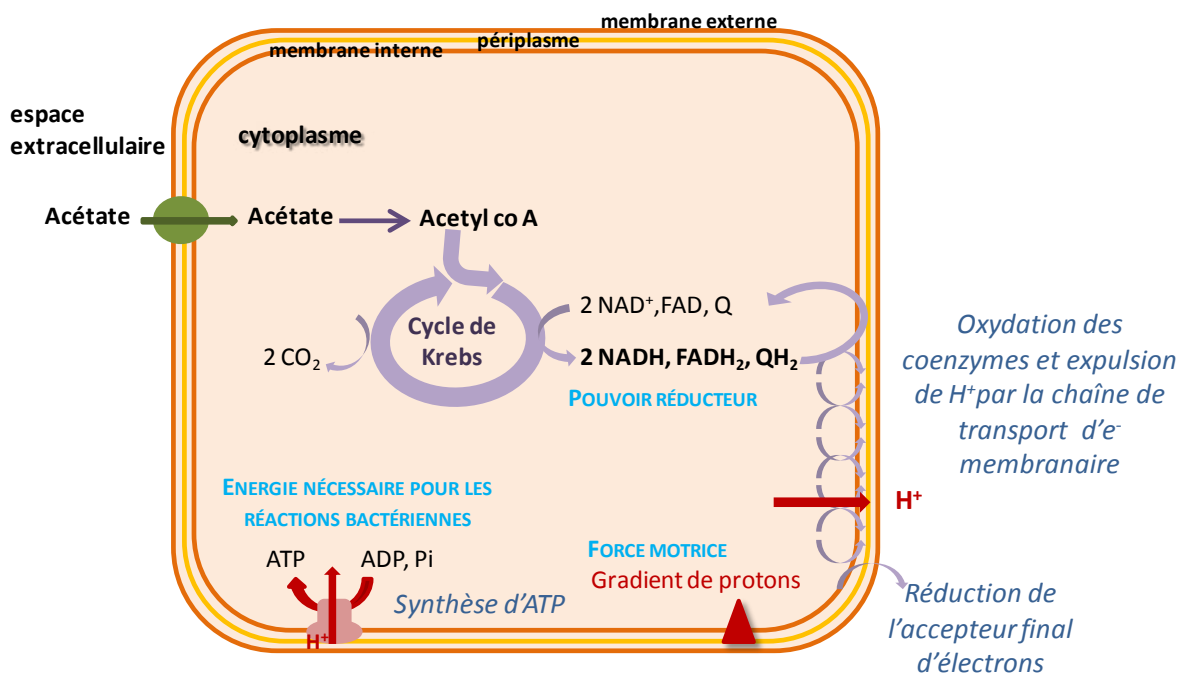 membrane externe
périplasme
membrane interne
espace
extracellulaire
cytoplasme
Acétate
Acétate
Acetyl co A
Cycle de
Krebs
2 CO₂
2 NAD⁺,FAD, Q
2 NADH, FADH₂, QH₂
POUVOIR RÉDUCTEUR
Oxydation des
coenzymes et expulsion
de H⁺par la chaîne de
transport d'e⁻
membranaire
H⁺
ENERGIE NÉCESSAIRE POUR LES
RÉACTIONS BACTÉRIENNES
ATP
ADP, Pi
Synthèse d'ATP
H⁺
FORCE MOTRICE
Gradient de protons
Réduction de
l'accepteur final
d'électrons